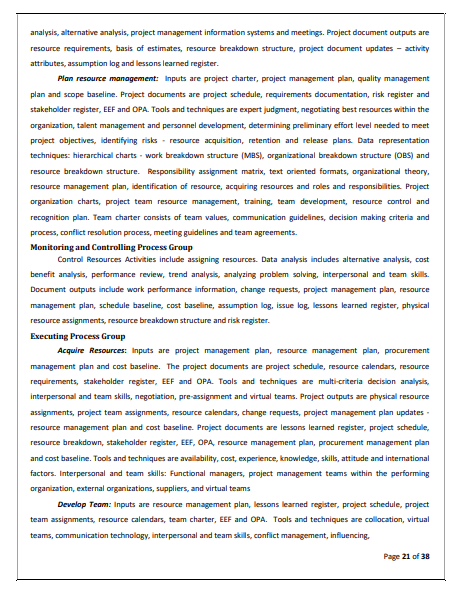 analysis, alternative analysis, project management information systems and meetings. Project document outputs are
resource requirements, basis of estimates, resource breakdown structure, project document updates – activity
attributes, assumption log and lessons learned register.
Plan resource management: Inputs are project charter, project management plan, quality management
plan and scope baseline. Project documents are project schedule, requirements documentation, risk register and
stakeholder register, EEF and OPA. Tools and techniques are expert judgment, negotiating best resources within the
organization, talent management and personnel development, determining preliminary effort level needed to meet
project objectives, identifying risks - resource acquisition, retention and release plans. Data representation
techniques: hierarchical charts - work breakdown structure (MBS), organizational breakdown structure (OBS) and
resource breakdown structure. Responsibility assignment matrix, text oriented formats, organizational theory,
resource management plan, identification of resource, acquiring resources and roles and responsibilities. Project
organization charts, project team resource management, training, team development, resource control and
recognition plan. Team charter consists of team values, communication guidelines, decision making criteria and
process, conflict resolution process, meeting guidelines and team agreements.
Monitoring and Controlling Process Group
Control Resources Activities include assigning resources. Data analysis includes alternative analysis, cost
benefit analysis, performance review, trend analysis, analyzing problem solving, interpersonal and team skills.
Document outputs include work performance information, change requests, project management plan, resource
management plan, schedule baseline, cost baseline, assumption log, issue log, lessons learned register, physical
resource assignments, resource breakdown structure and risk register.
Executing Process Group
Acquire Resources: Inputs are project management plan, resource management plan, procurement
management plan and cost baseline. The project documents are project schedule, resource calendars, resource
requirements, stakeholder register, EEF and OPA. Tools and techniques are multi-criteria decision analysis,
interpersonal and team skills, negotiation, pre-assignment and virtual teams. Project outputs are physical resource
assignments, project team assignments, resource calendars, change requests, project management plan updates -
resource management plan and cost baseline. Project documents are lessons learned register, project schedule,
resource breakdown, stakeholder register, EEF, OPA, resource management plan, procurement management plan
and cost baseline. Tools and techniques are availability, cost, experience, knowledge, skills, attitude and international
factors. Interpersonal and team skills: Functional managers, project management teams within the performing
organization, external organizations, suppliers, and virtual teams
Develop Team: Inputs are resource management plan, lessons learned register, project schedule, project
team assignments, resource calendars, team charter, EEF and OPA. Tools and techniques are collocation, virtual
teams, communication technology, interpersonal and team skills, conflict management, influencing,
Page 21 of 38